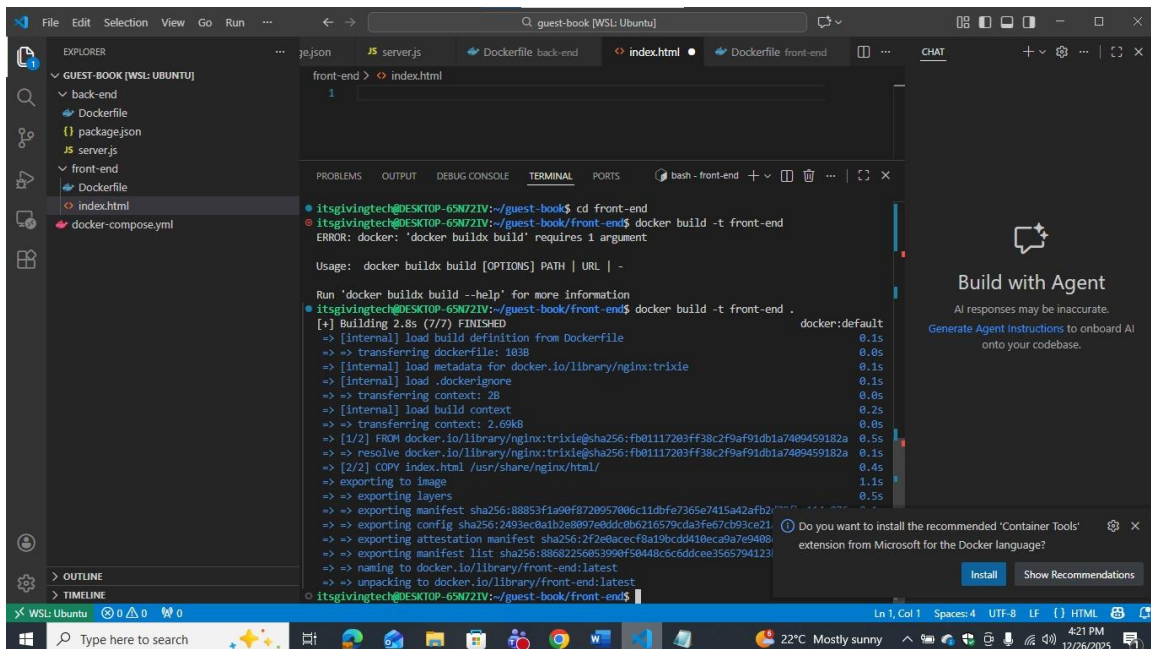 File Edit Selection View Go Run ···
guest-book [WSL: Ubuntu]
EXPLORER ···
GUEST-BOOK [WSL: UBUNTU]
back-end
Dockerfile
{} package.json
JS server.js
front-end
Dockerfile
<> index.html
docker-compose.yml
OUTLINE
TIMELINE
ge.json JS server.js Dockerfile back-end <> index.html ● Dockerfile front-end ···
front-end > <> index.html
1
PROBLEMS OUTPUT DEBUG CONSOLE TERMINAL PORTS bash - front-end + ···
itsgivingtech@DESKTOP-65N72IV:~/guest-book$ cd front-end
itsgivingtech@DESKTOP-65N72IV:~/guest-book/front-end$ docker build -t front-end
ERROR: docker: 'docker buildx build' requires 1 argument
Usage: docker buildx build [OPTIONS] PATH | URL | -
Run 'docker buildx build --help' for more information
itsgivingtech@DESKTOP-65N72IV:~/guest-book/front-end$ docker build -t front-end .
[+] Building 2.8s (7/7) FINISHED docker:default
=> [internal] load build definition from Dockerfile 0.1s
=> => transferring dockerfile: 103B 0.0s
=> [internal] load metadata for docker.io/library/nginx:trixie 0.1s
=> [internal] load .dockerignore 0.1s
=> => transferring context: 2B 0.0s
=> [internal] load build context 0.2s
=> => transferring context: 2.69kB 0.0s
=> [1/2] FROM docker.io/library/nginx:trixie@sha256:fb01117203ff38c2f9af91db1a7409459182a 0.5s
=> => resolve docker.io/library/nginx:trixie@sha256:fb01117203ff38c2f9af91db1a7409459182a 0.1s
=> [2/2] COPY index.html /usr/share/nginx/html/ 0.4s
=> exporting to image 1.1s
=> => exporting layers 0.5s
=> => exporting manifest sha256:88853f1a90f8720957006c11dbfe7365e7415a42afb2
=> => exporting config sha256:2493ec0a1b2e8097e0ddc0b6216579cda3fe67cb93ce21
=> => exporting attestation manifest sha256:2f2e0acecf8a19bcdd410eca9a7e9408
=> => exporting manifest list sha256:88682256053990f50448c6c6ddcee3565794123
=> => naming to docker.io/library/front-end:latest
=> => unpacking to docker.io/library/front-end:latest
itsgivingtech@DESKTOP-65N72IV:~/guest-book/front-end$
CHAT + ···
Build with Agent
AI responses may be inaccurate.
Generate Agent Instructions to onboard AI
onto your codebase.
Do you want to install the recommended 'Container Tools'
extension from Microsoft for the Docker language?
Install Show Recommendations
WSL: Ubuntu 0 0 0 Ln 1, Col 1 Spaces: 4 UTF-8 LF {} HTML
Type here to search 22°C Mostly sunny 4:21 PM
12/26/2025